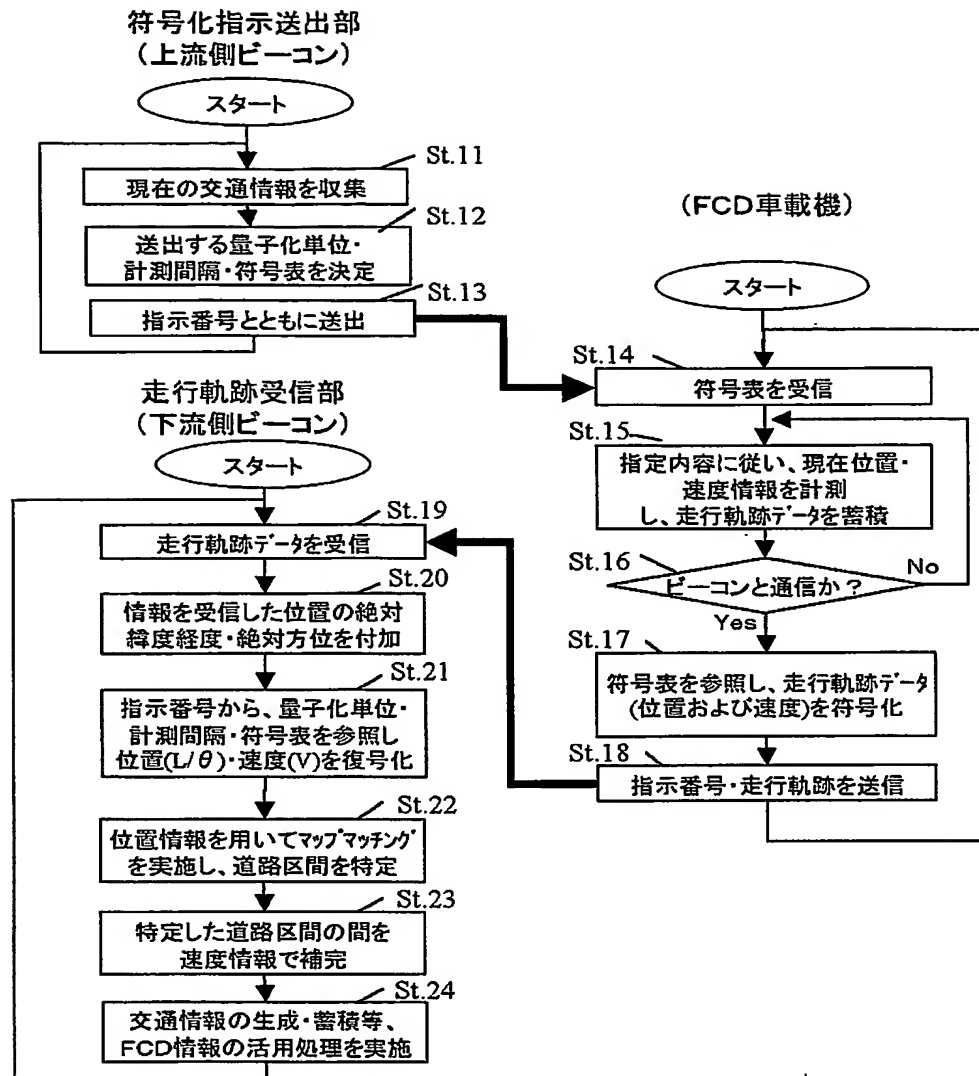 符号化指示送出部
(上流側ビーコン)
スタート
St.11
現在の交通情報を収集
St.12
送出する量子化単位・
計測間隔・符号表を決定
St.13
指示番号とともに送出
(FCD車載機)
スタート
St.14
符号表を受信
St.15
指定内容に従い、現在位置・
速度情報を計測
し、走行軌跡データを蓄積
St.16
ビーコンと通信か?
No
Yes
St.17
符号表を参照し、走行軌跡データ
(位置および速度)を符号化
St.18
指示番号・走行軌跡を送信
走行軌跡受信部
(下流側ビーコン)
スタート
St.19
走行軌跡データを受信
St.20
情報を受信した位置の絶対
緯度経度・絶対方位を付加
St.21
指示番号から、量子化単位・
計測間隔・符号表を参照し
位置(L/θ)・速度(V)を復号化
St.22
位置情報を用いてマップマッチング
を実施し、道路区間を特定
St.23
特定した道路区間の間を
速度情報で補完
St.24
交通情報の生成・蓄積等、
FCD情報の活用処理を実施